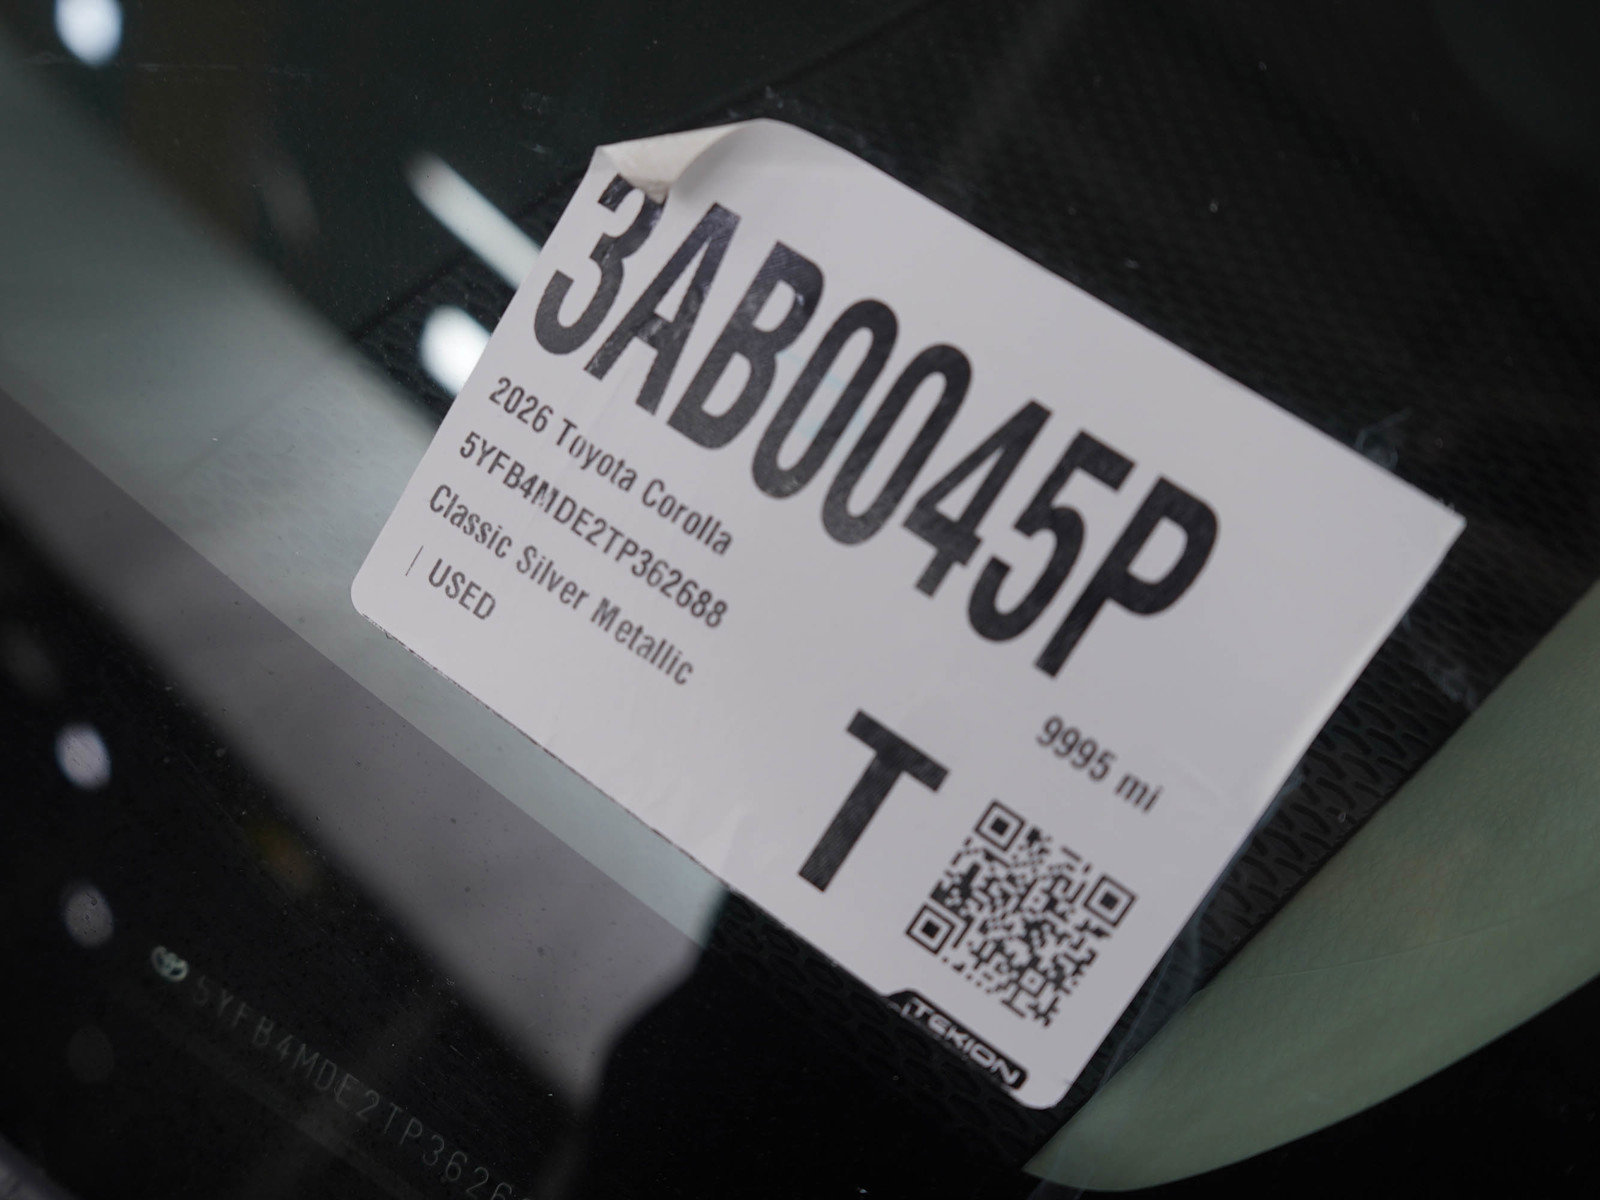 3AB0045P
2026 Toyota Corolla
5YFB4MDE2TP362688
Classic Silver Metallic
| USED
9995 mi
T
TEKION
5YFB4MDE2TP3626